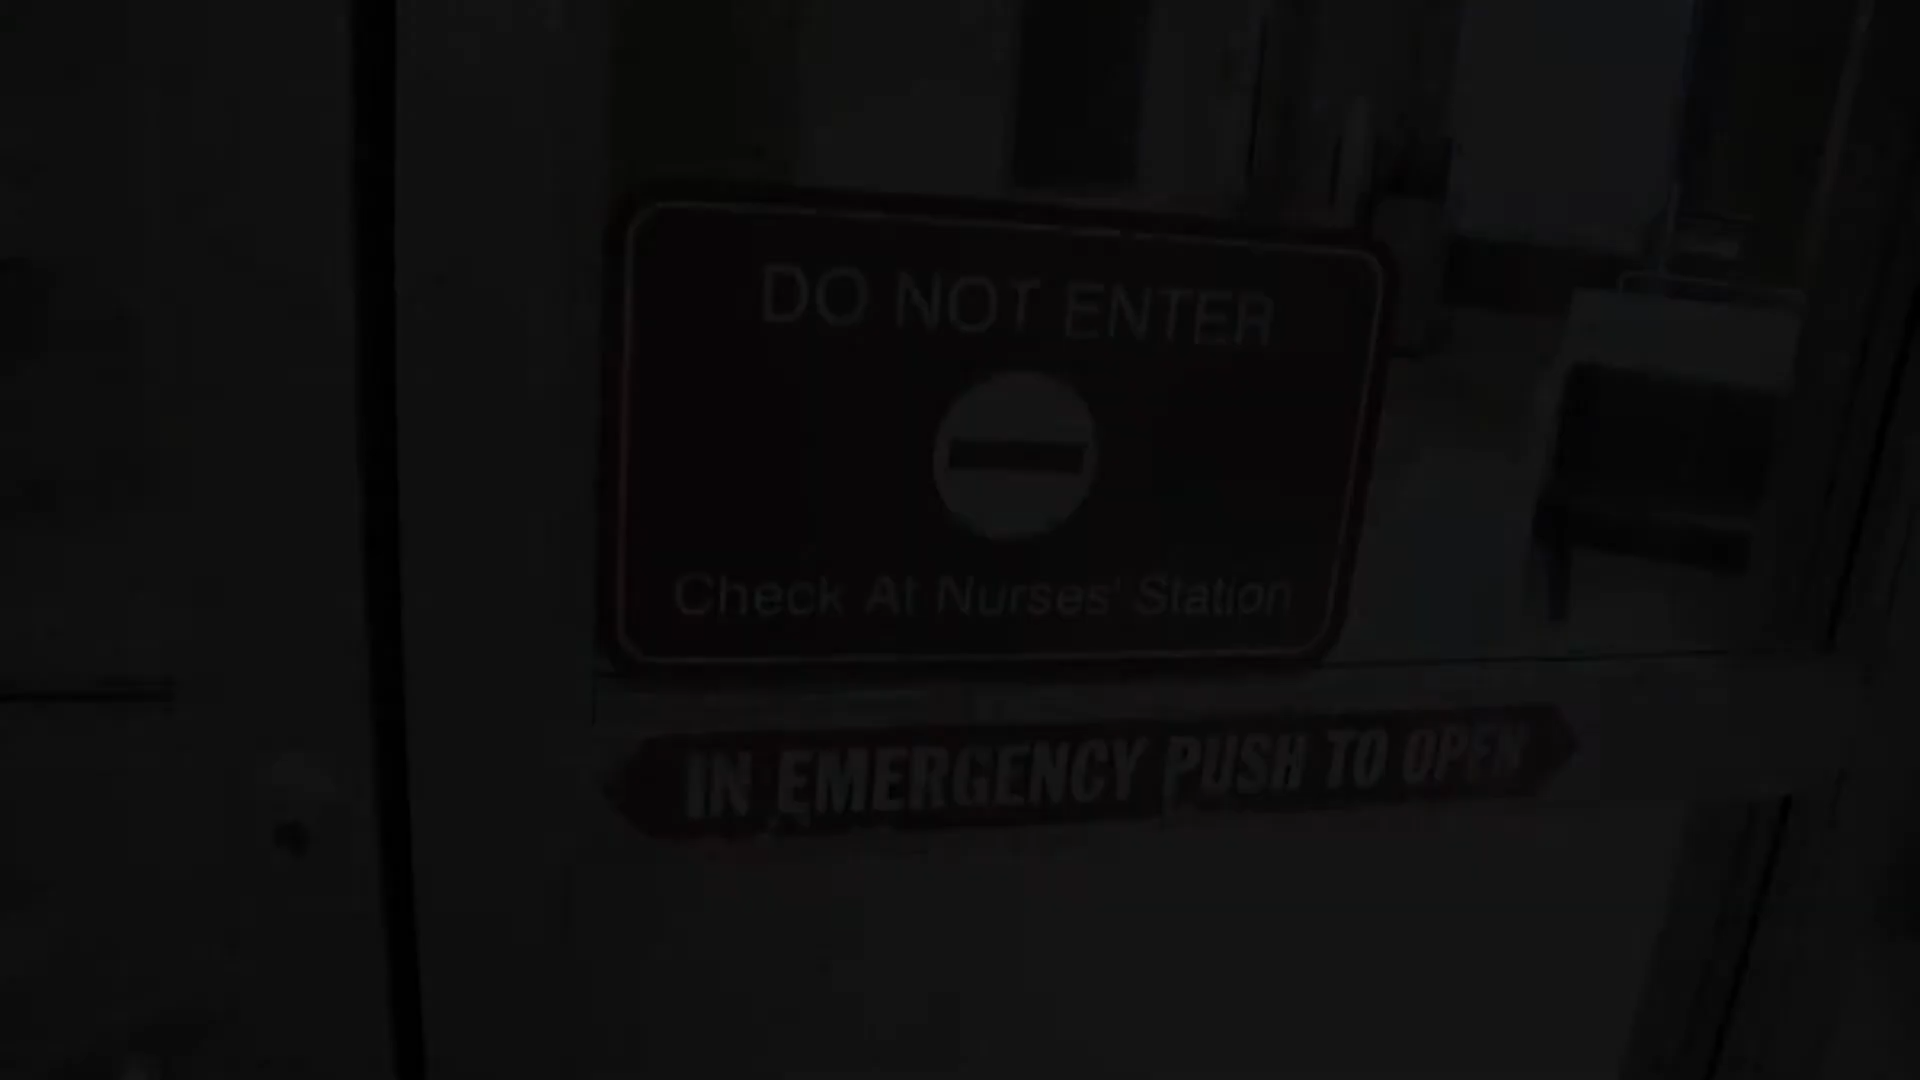 DO NOT ENTER
Check At Nurses' Station
IN EMERGENCY PUSH TO OPEN